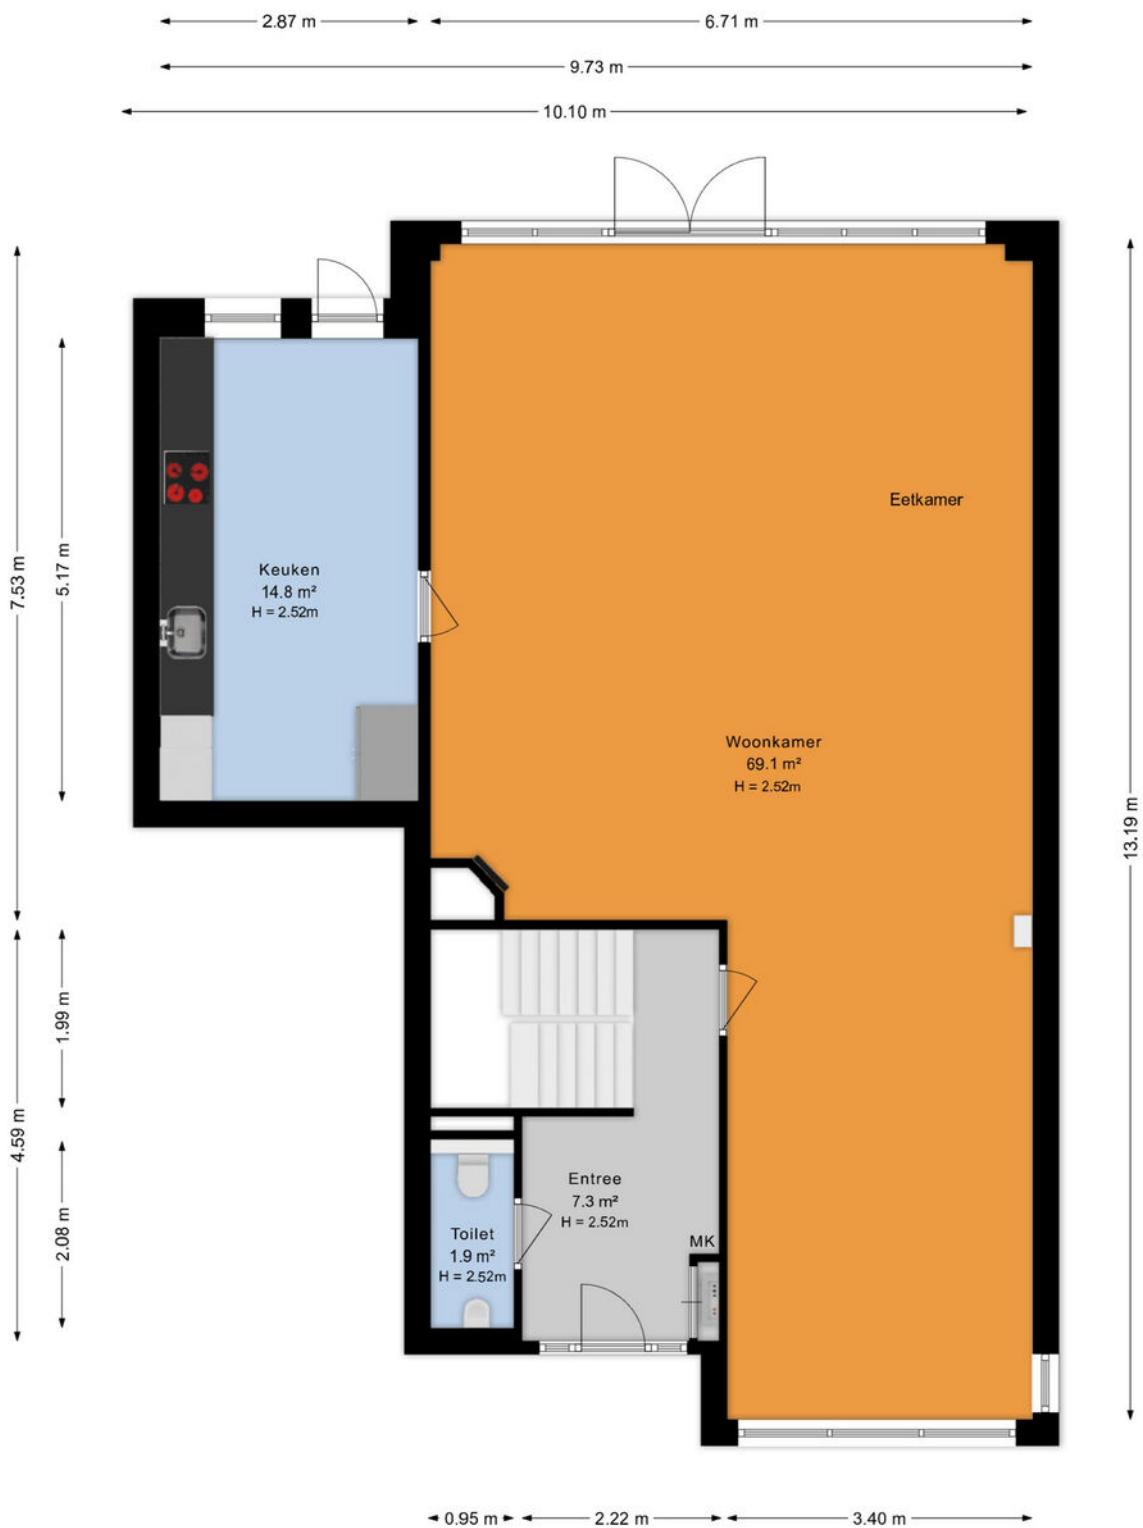 2.87 m
6.71 m
9.73 m
10.10 m
7.53 m
5.17 m
13.19 m
Eetkamer
Keuken
14.8 m²
H = 2.52m
Woonkamer
69.1 m²
H = 2.52m
1.99 m
4.59 m
2.08 m
Entree
7.3 m²
H = 2.52m
MK
Toilet
1.9 m²
H = 2.52m
0.95 m
2.22 m
3.40 m